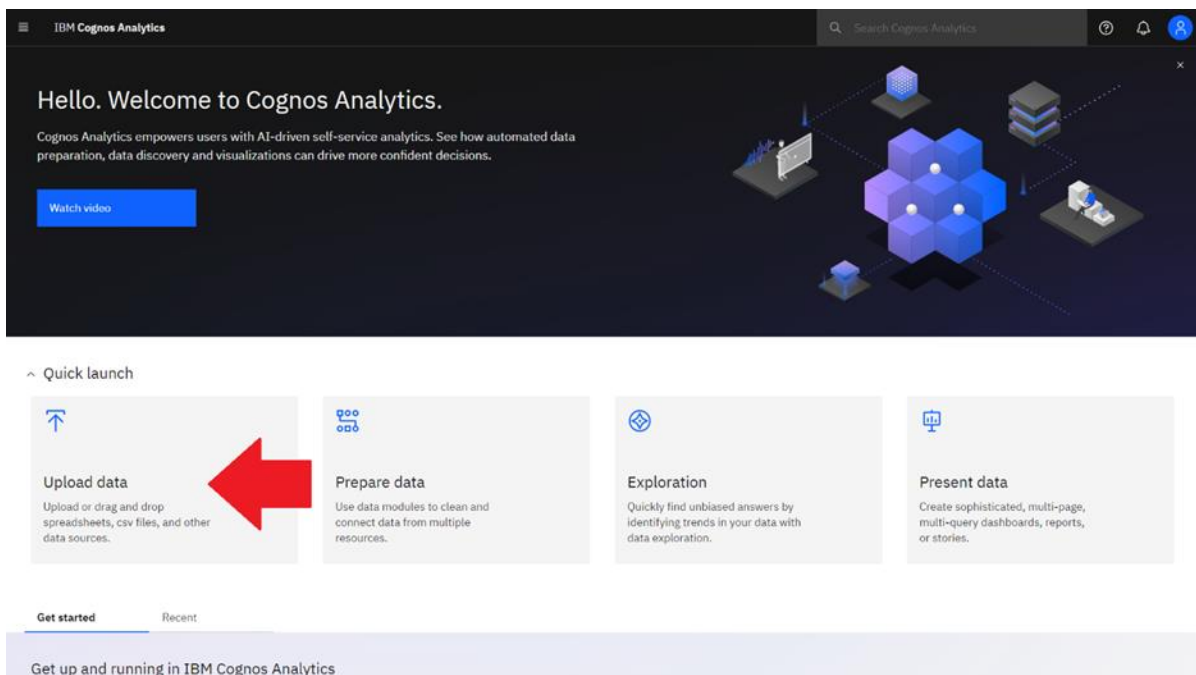 IBM Cognos Analytics
Search Cognos Analytics
Hello. Welcome to Cognos Analytics.
Cognos Analytics empowers users with AI-driven self-service analytics. See how automated data
preparation, data discovery and visualizations can drive more confident decisions.
Watch video
Quick launch
Upload data
Upload or drag and drop
spreadsheets, csv files, and other
data sources.
Prepare data
Use data modules to clean and
connect data from multiple
resources.
Exploration
Quickly find unbiased answers by
identifying trends in your data with
data exploration.
Present data
Create sophisticated, multi-page,
multi-query dashboards, reports,
or stories.
Get started
Recent
Get up and running in IBM Cognos Analytics